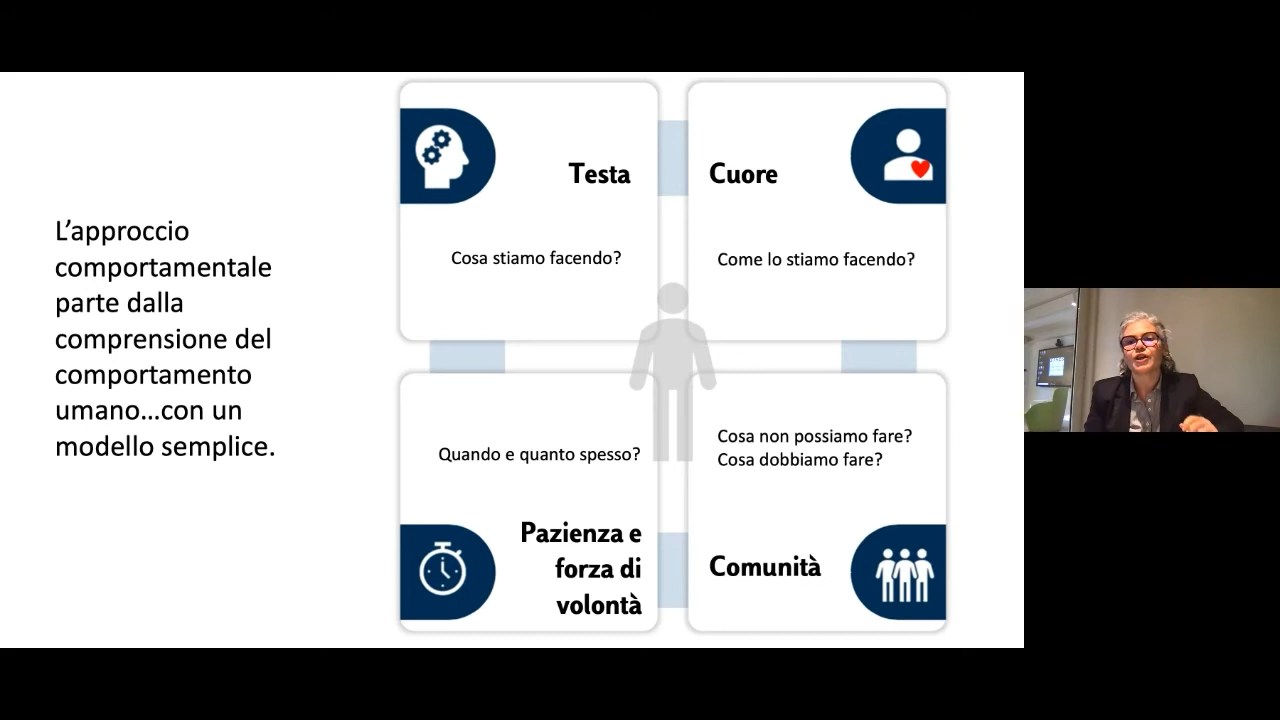 L’approccio
comportamentale
parte dalla
comprensione del
comportamento
umano...con un
modello semplice.
Testa
Cosa stiamo facendo?
Cuore
Come lo stiamo facendo?
Quando e quanto spesso?
Pazienza e
forza di
volontà
Cosa non possiamo fare?
Cosa dobbiamo fare?
Comunità